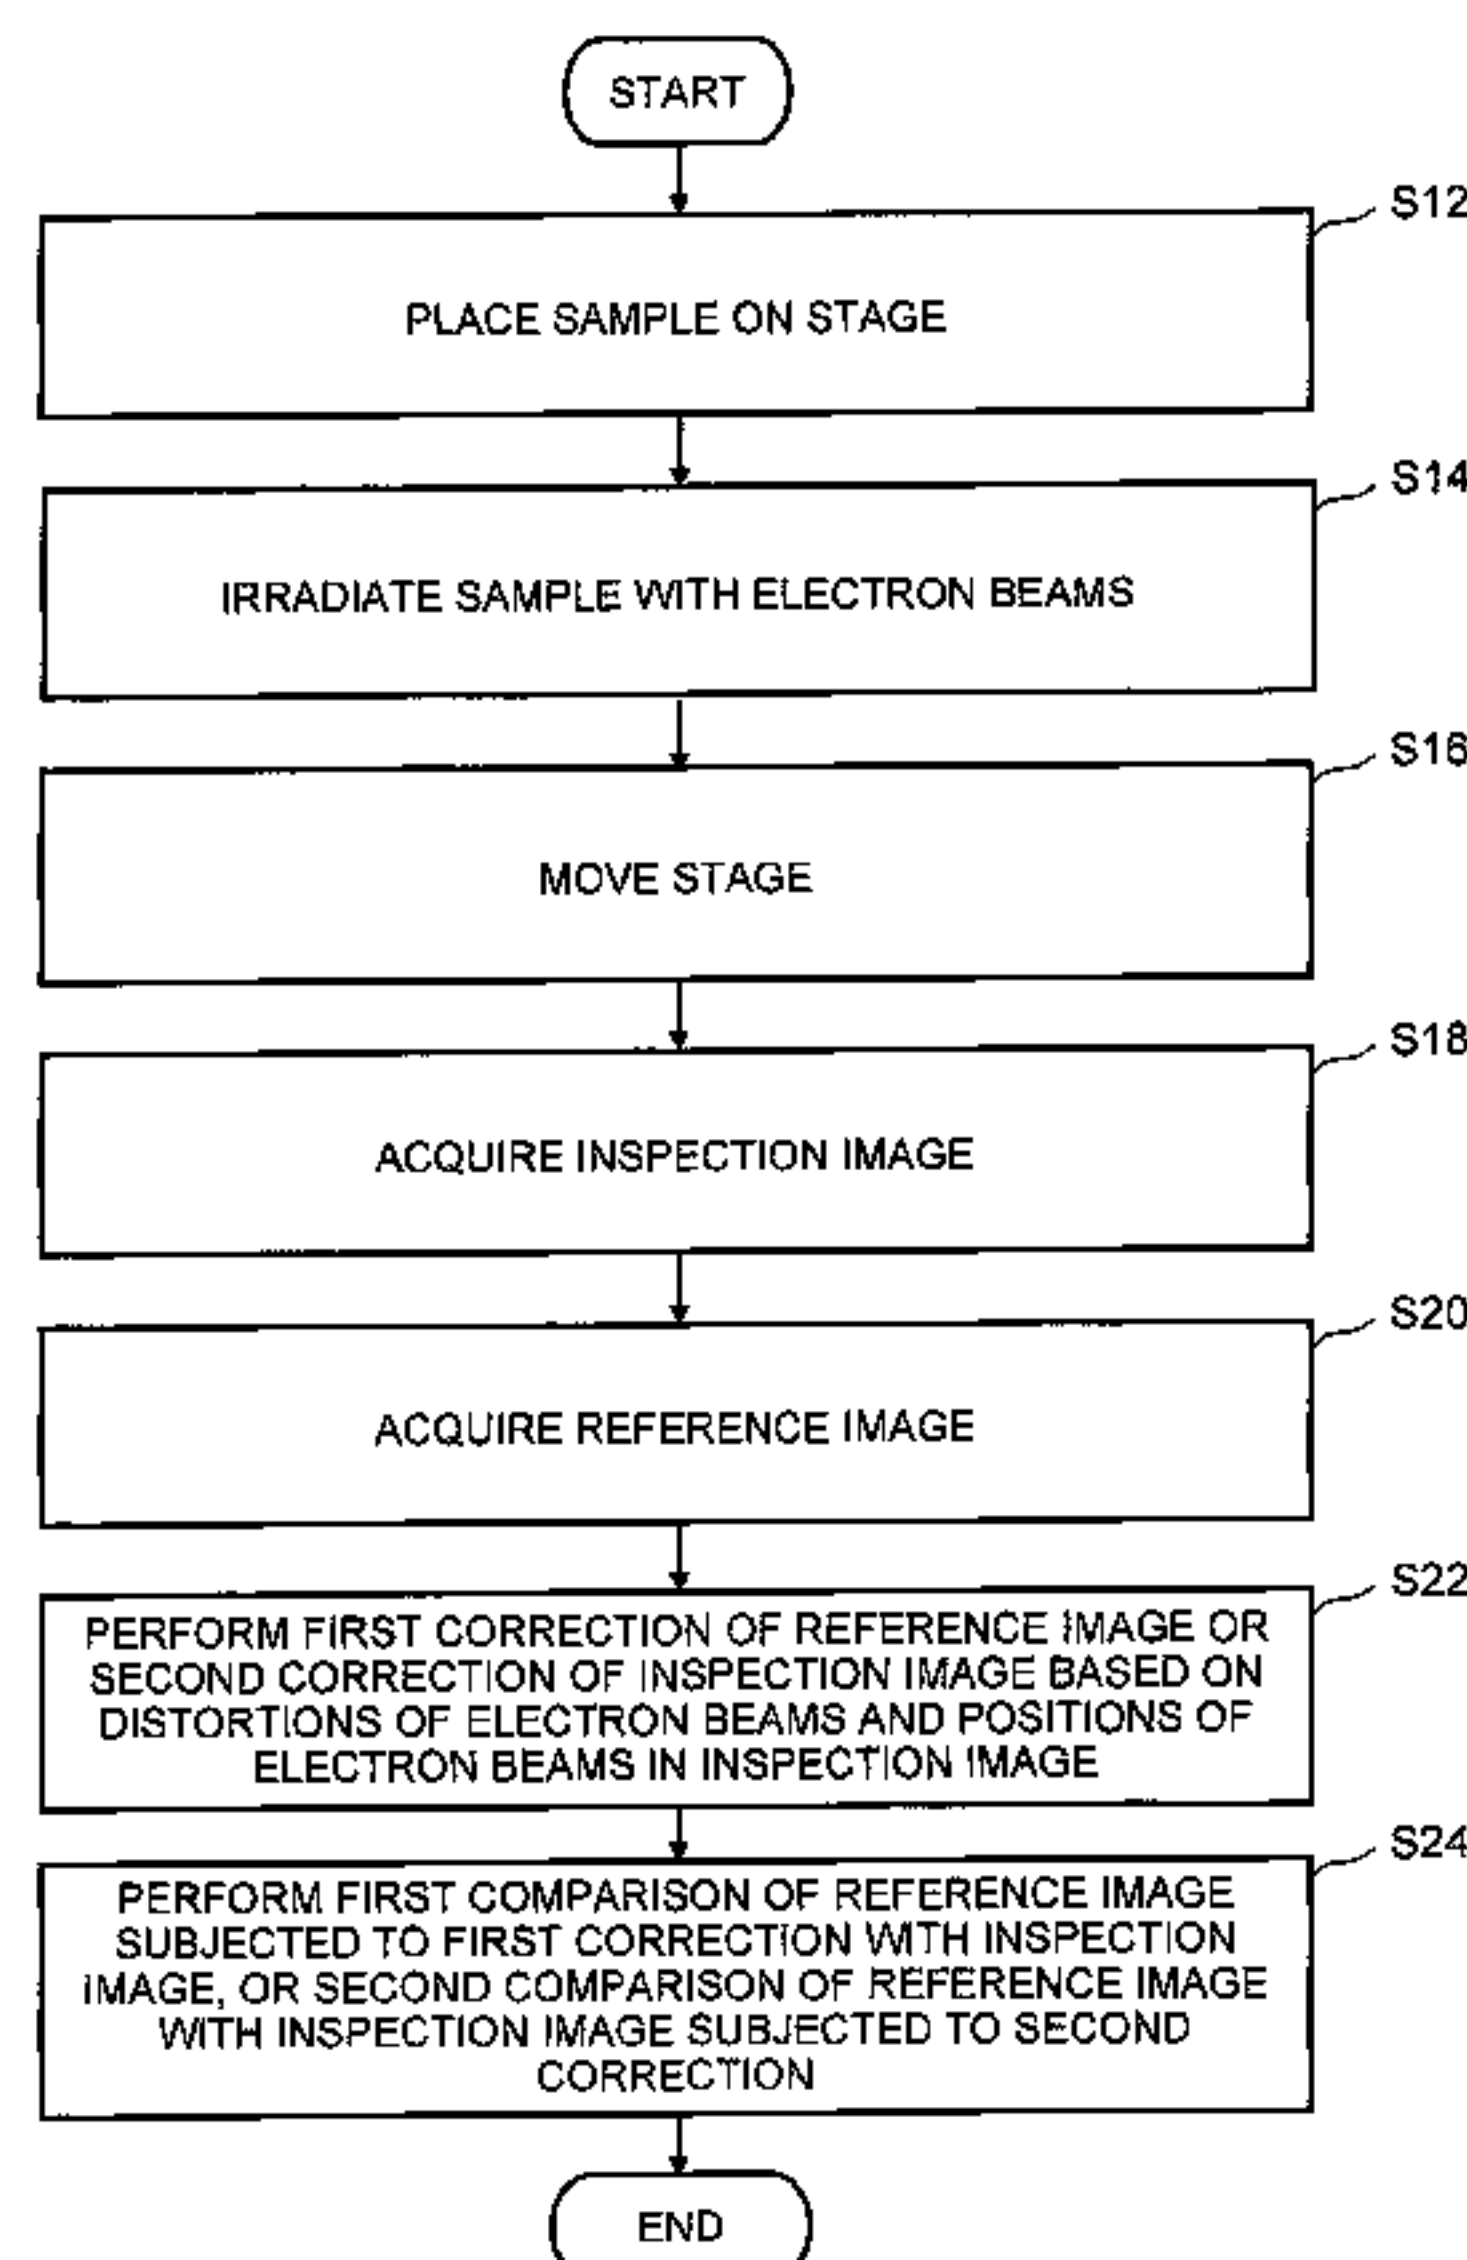 START
S12
PLACE SAMPLE ON STAGE
S14
IRRADIATE SAMPLE WITH ELECTRON BEAMS
S16
MOVE STAGE
S18
ACQUIRE INSPECTION IMAGE
S20
ACQUIRE REFERENCE IMAGE
S22
PERFORM FIRST CORRECTION OF REFERENCE IMAGE OR
SECOND CORRECTION OF INSPECTION IMAGE BASED ON
DISTORTIONS OF ELECTRON BEAMS AND POSITIONS OF
ELECTRON BEAMS IN INSPECTION IMAGE
S24
PERFORM FIRST COMPARISON OF REFERENCE IMAGE
SUBJECTED TO FIRST CORRECTION WITH INSPECTION
IMAGE, OR SECOND COMPARISON OF REFERENCE IMAGE
WITH INSPECTION IMAGE SUBJECTED TO SECOND
CORRECTION
END